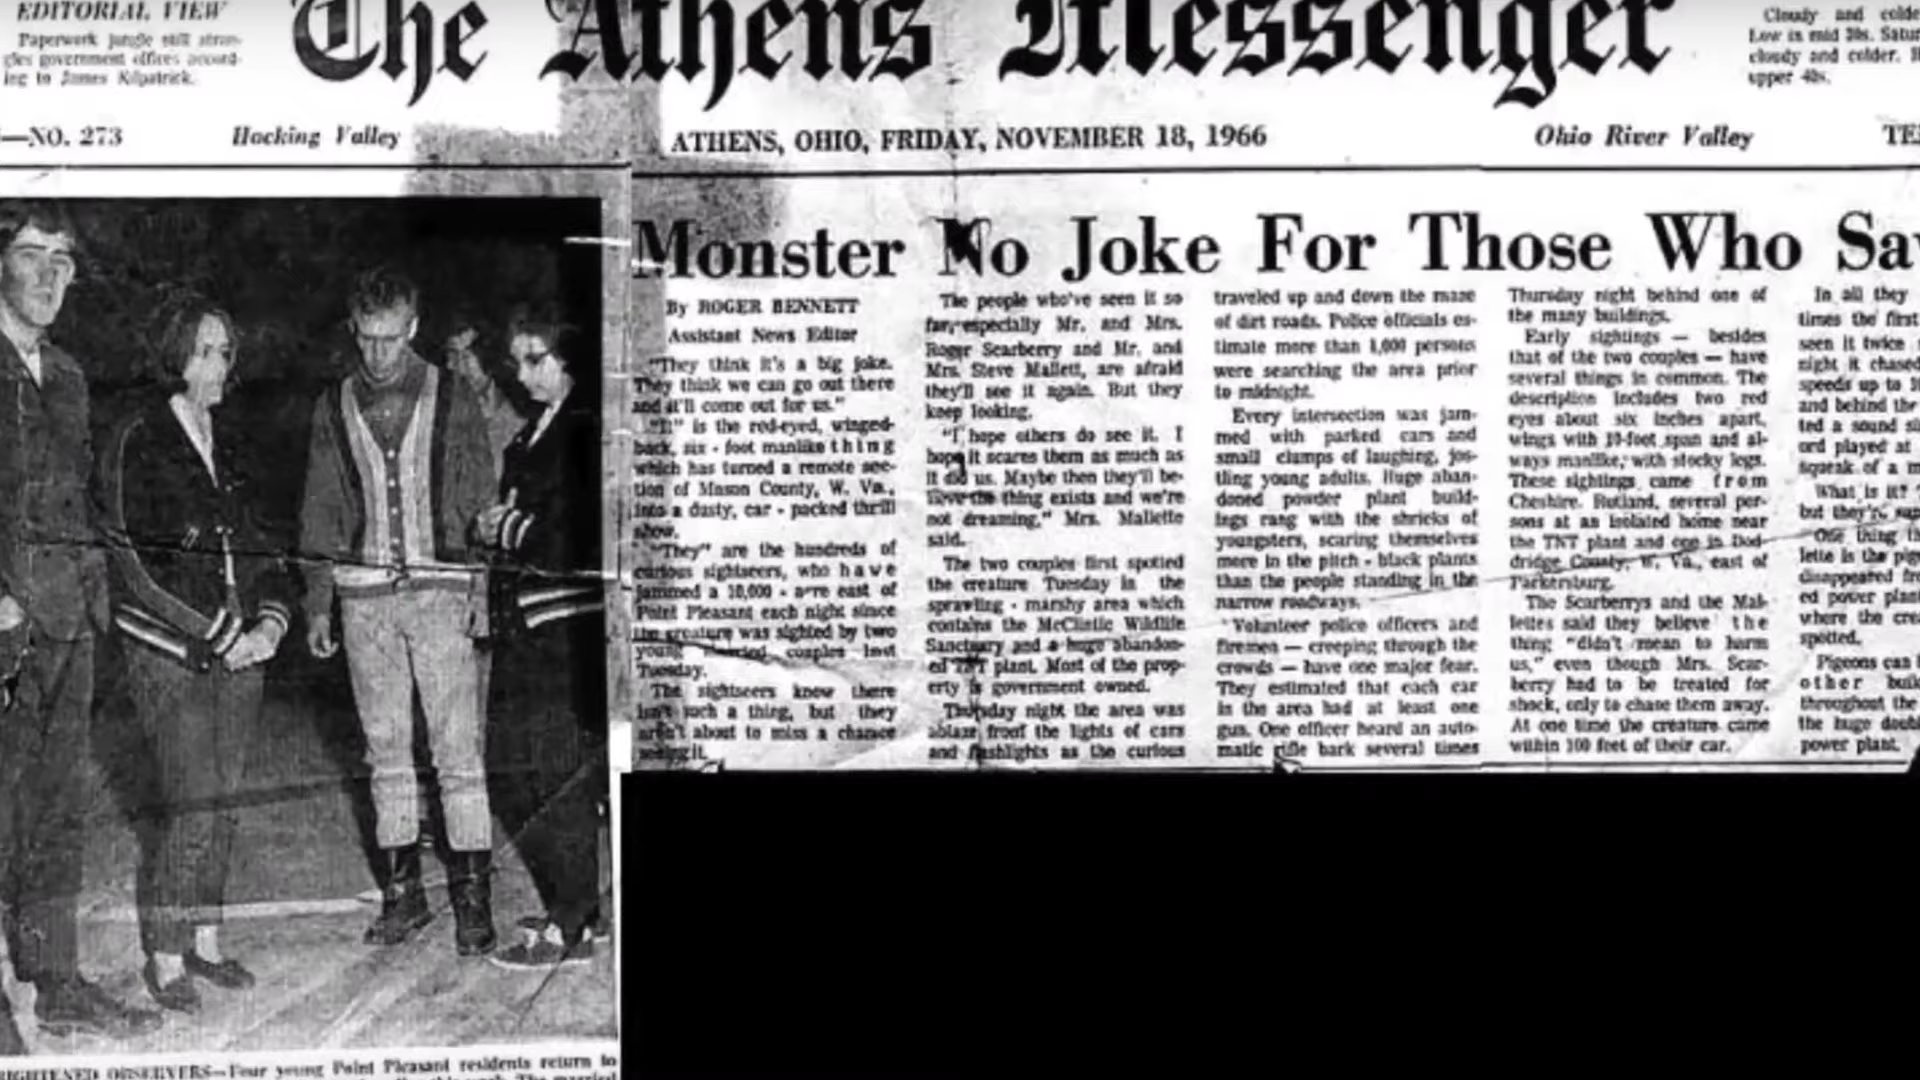 EDITORIAL VIEW
Paperwork jungle still stran-
gles government offices accord-
ing to James Kilpatrick.
The Athens Messenger
Cloudy and colde
Low in mid 30s. Satur
cloudy and colder.
upper 40s.
—NO. 273
Hocking Valley
ATHENS, OHIO, FRIDAY, NOVEMBER 18, 1966
Ohio River Valley
TE
Monster No Joke For Those Who Sa
By ROGER BENNETT
Assistant News Editor
"They think it's a big joke.
They think we can go out there
and it'll come out for us."
"It" is the red-eyed, winged-
back, six - foot manlike thing
which has turned a remote sec-
tion of Mason County, W. Va.,
into a dusty, car - packed thrill
show.
"They" are the hundreds of
curious sightseers, who have
jammed a 10,000 - acre east of
Point Pleasant each night since
the creature was sighted by two
young married couples last
Tuesday.
The sightseers know there
isn't such a thing, but they
aren't about to miss a chance
seeing it.
The people who've seen it so
far, especially Mr. and Mrs.
Roger Scarberry and Mr. and
Mrs. Steve Mallett, are afraid
they'll see it again. But they
keep looking.
"I hope others do see it. I
hope it scares them as much as
it did us. Maybe then they'll be-
lieve the thing exists and we're
not dreaming," Mrs. Mallette
said.
The two couples first spotted
the creature Tuesday in the
sprawling - marshy area which
contains the McClintic Wildlife
Sanctuary and a huge abandon-
ed TNT plant. Most of the prop-
erty is government owned.
Thursday night the area was
ablaze from the lights of cars
and flashlights as the curious
traveled up and down the maze
of dirt roads. Police officials es-
timate more than 1,000 persons
were searching the area prior
to midnight.
Every intersection was jam-
med with parked cars and
small clumps of laughing, jos-
tling young adults. Huge aban-
doned powder plant build-
ings rang with the shrieks of
youngsters, scaring themselves
more in the pitch - black plants
than the people standing in the
narrow roadways.
Volunteer police officers and
firemen — creeping through the
crowds — have one major fear.
They estimated that each car
in the area had at least one
gun. One officer heard an auto-
matic rifle bark several times
Thursday night behind one of
the many buildings.
Early sightings — besides
that of the two couples — have
several things in common. The
description includes two red
eyes about six inches apart,
wings with 10-foot span and al-
ways manlike, with stocky legs.
These sightings came from
Cheshire, Rutland, several per-
sons at an isolated home near
the TNT plant and one in Dod-
dridge County, W. Va., east of
Parkersburg.
The Scarberrys and the Mal-
lettes said they believe the
thing "didn't mean to harm
us," even though Mrs. Scar-
berry had to be treated for
shock, only to chase them away.
At one time the creature came
within 100 feet of their car.
In all they
times the first
seen it twice
night it chased
speeds up to
and behind the
ted a sound
ord played at
squeak of a
What is it?
but they're
One thing
lette is the
disappeared
ed power plan
where the
spotted.
Pigeons can
other
throughout the
the huge
power plant.
OBSERVERS—Four young Point Pleasant residents return to